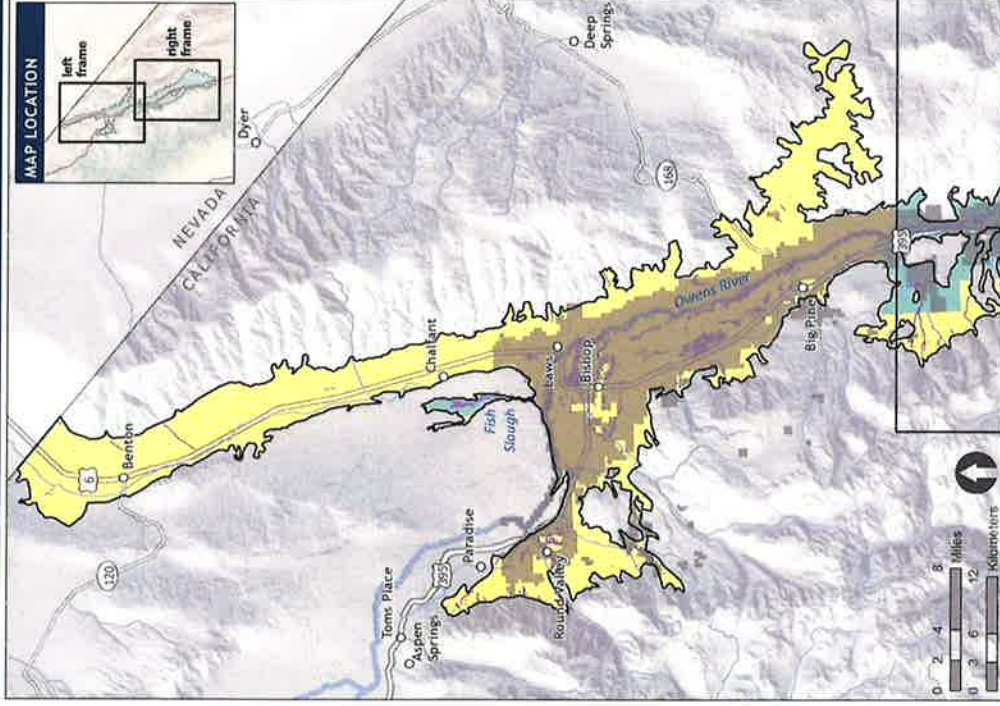 MAP LOCATION
left
frame
right
frame
Dyer
Deep
Springs
NEVADA
CALIFORNIA
168
6
Benton
120
Chalfant
Fish
Slough
Laws
Bishop
Owens River
395
Big Pine
Toms Place
395
Paradise
Aspen
Springs
Round Valley
0 2 4 8
Miles
0 3 6 12
Kilometers